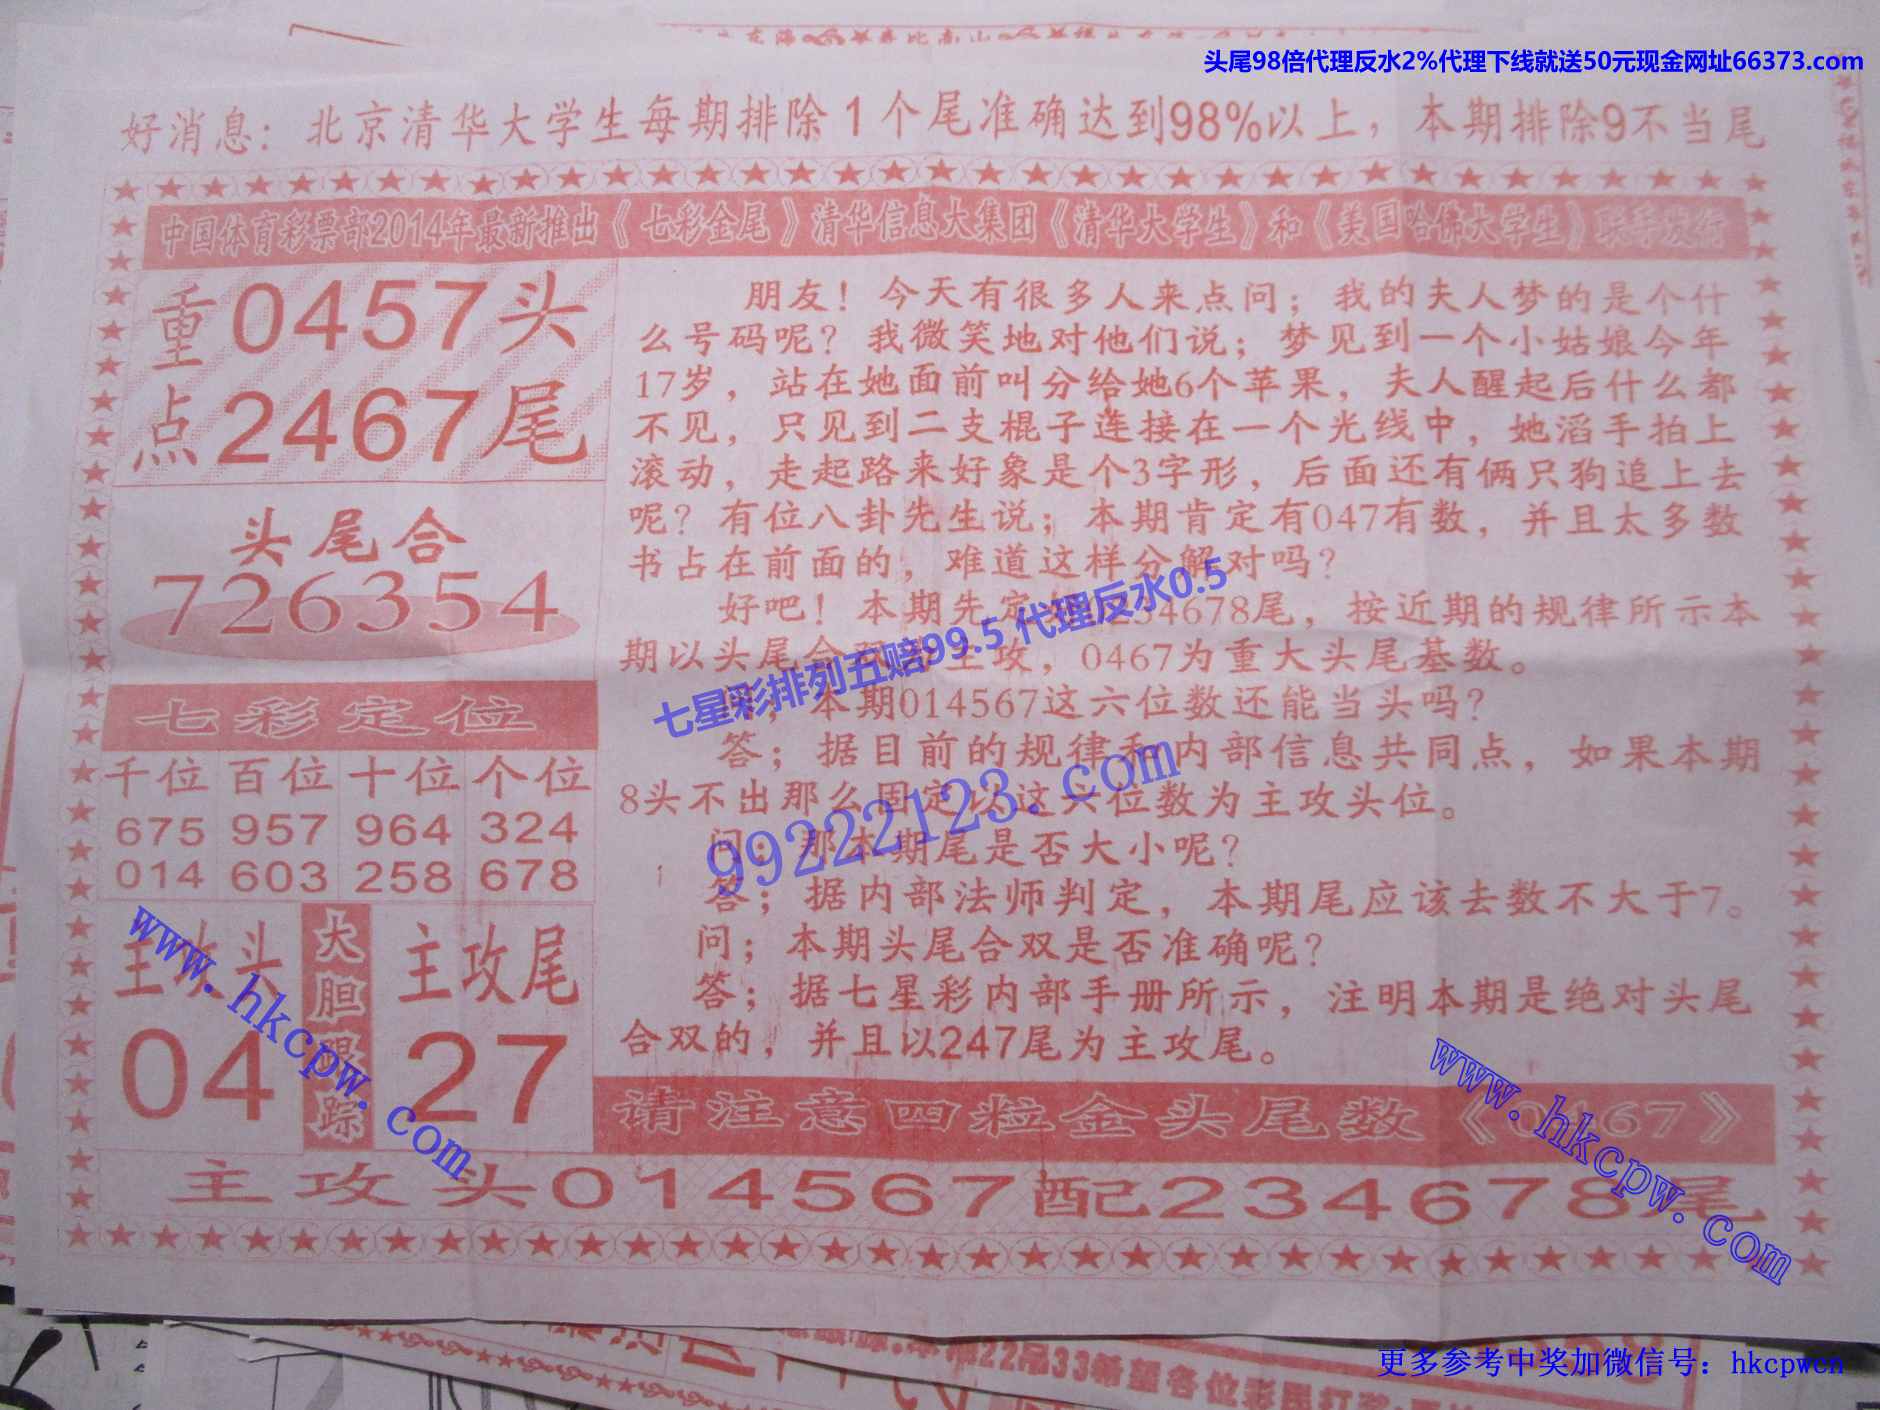 头尾98倍代理反水2%代理下线就送50元现金网址66373.com
好消息：北京清华大学生每期排除1个尾准确达到98%以上，本期排除9不当尾
中国体育彩票部2014年最新推出《七彩金尾》清华信息大集团《清华大学生》和《美国哈佛大学生》联手发行
重0457头
点2467尾
头尾合
726354
七彩定位
千位 百位 十位 个位
675 957 964 324
014 603 258 678
主攻头
04
大胆跟踪
主攻尾
27
朋友！今天有很多人来点问；我的夫人梦的是个什
么号码呢？我微笑地对他们说；梦见到一个小姑娘今年
17岁，站在她面前叫分给她6个苹果，夫人醒起后什么都
不见，只见到二支棍子连接在一个光线中，她滔手拍上
滚动，走起路来好象是个3字形，后面还有俩只狗追上去
呢？有位八卦先生说；本期肯定有047有数，并且太多数
书占在前面的，难道这样分解对吗？
好吧！本期先定 234678尾，按近期的规律所示本
期以头尾合双 主攻，0467为重大头尾基数。
问；本期014567这六位数还能当头吗？
答；据目前的规律和内部信息共同点，如果本期
8头不出那么固定以这六位数为主攻头位。
问；那本期尾是否大小呢？
答；据内部法师判定，本期尾应该去数不大于7。
问；本期头尾合双是否准确呢？
答；据七星彩内部手册所示，注明本期是绝对头尾
合双的，并且以247尾为主攻尾。
请注意四粒金头尾数《0467》
主攻头014567配234678尾
七星彩排列五赔99.5 代理反水0.5
99222123.com
www.hkcpw.com
www.hkcpw.com
更多参考中奖加微信号：hkcpwcn